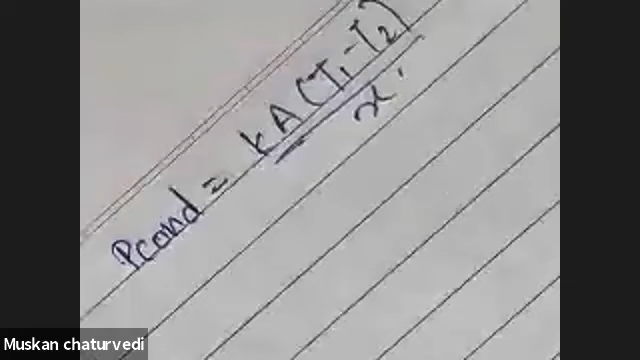 Pcond = kA(T₁-T₂)
x
Muskan chaturvedi